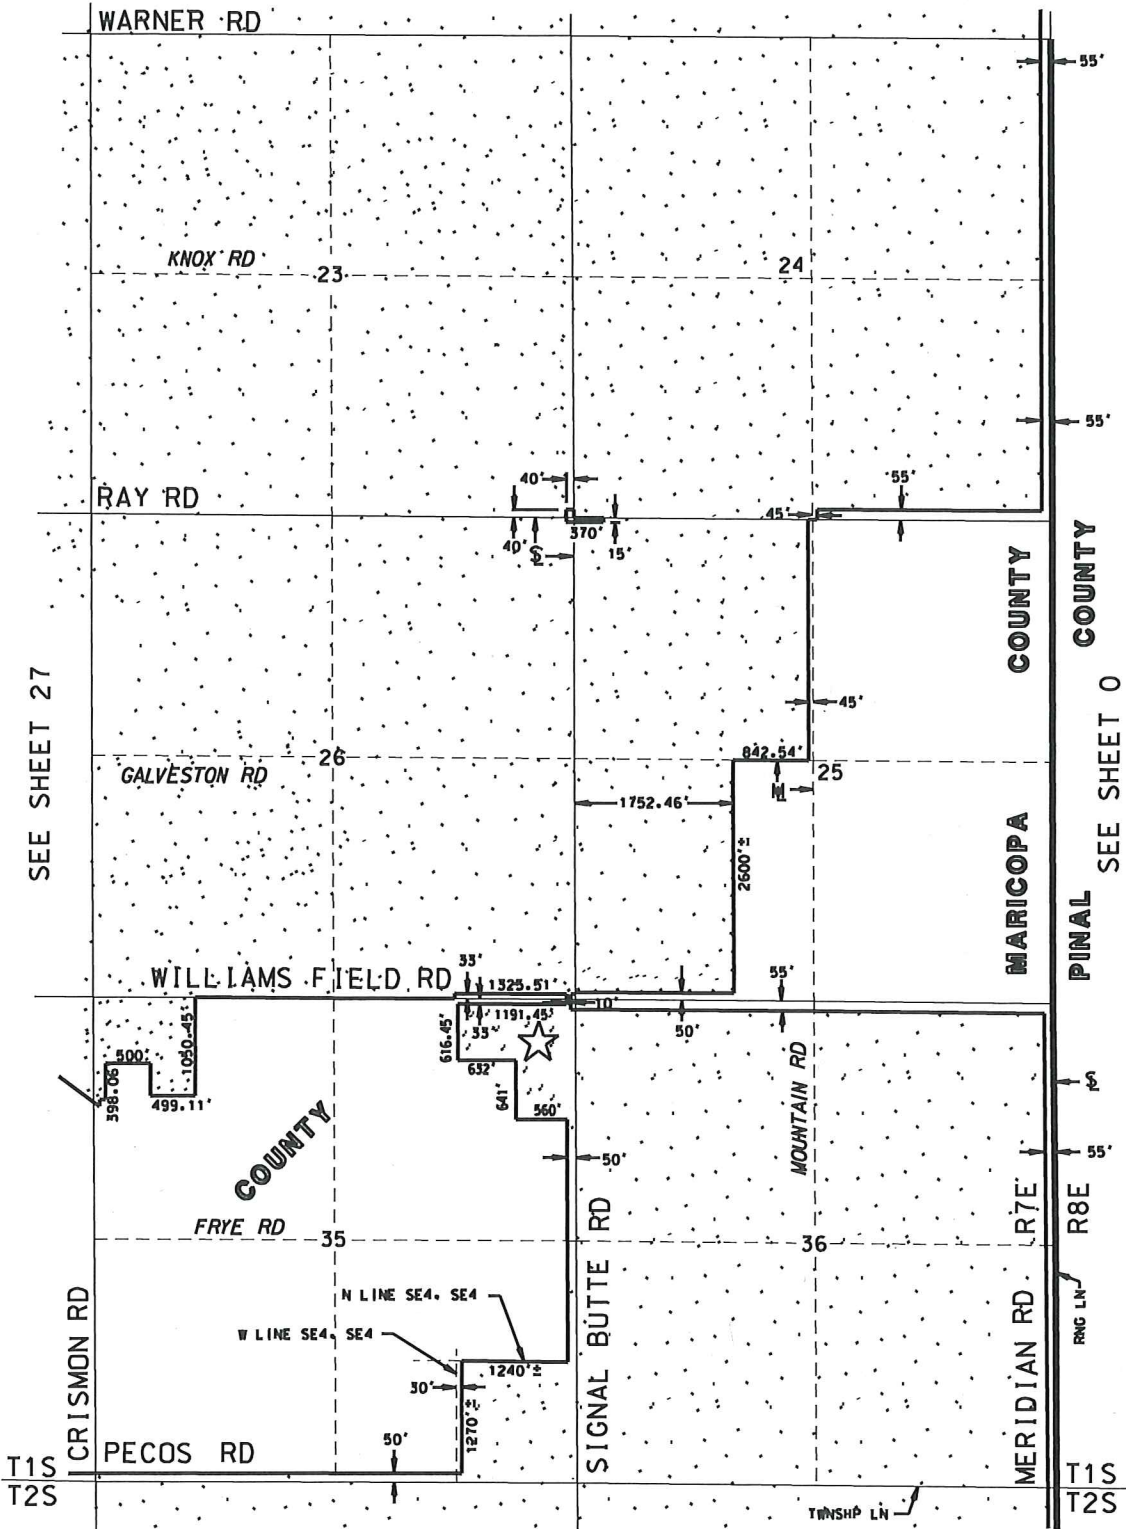 WARNER RD
55'
KNOX RD
23
24
55'
40'
55'
RAY RD
45'
370'
40'
15'
COUNTY
COUNTY
SEE SHEET 27
SEE SHEET 0
45'
842.54'
26
25
GALVESTON RD
1752.46'
2600'±
MARICOPA
PINAL
33'
WILLIAMS FIELD RD
1325.51'
55'
10'
1191.45'
33'
50'
616.45'
1050.45'
500'
632'
398.06
499.11'
641'
560'
MOUNTAIN RD
COUNTY
50'
55'
R7E
R8E
FRYE RD
35
36
SIGNAL BUTTE RD
N LINE SE4, SE4
W LINE SE4, SE4
RNG LN
CRISMON RD
MERIDIAN RD
1240'±
30'
1270'±
50'
PECOS RD
T1S
T1S
T2S
T2S
TWNSHP LN